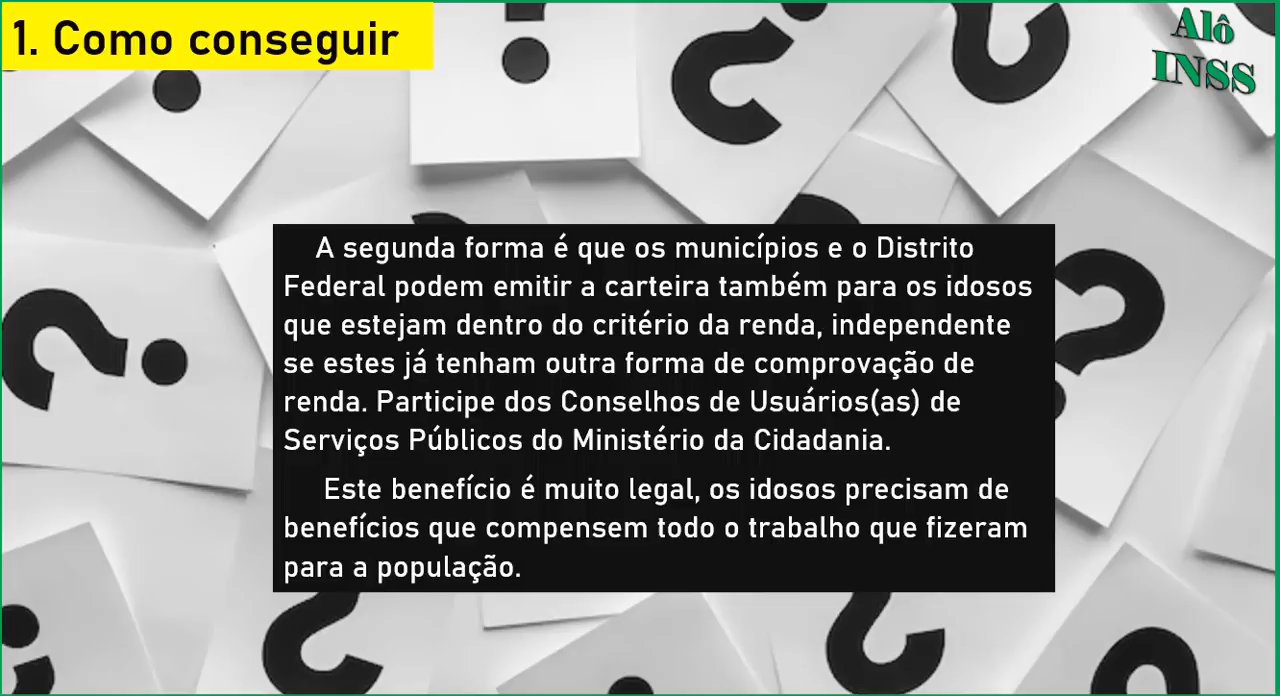 1. Como conseguir
Alô
INSS
A segunda forma é que os municípios e o Distrito
Federal podem emitir a carteira também para os idosos
que estejam dentro do critério da renda, independente
se estes já tenham outra forma de comprovação de
renda. Participe dos Conselhos de Usuários(as) de
Serviços Públicos do Ministério da Cidadania.
Este benefício é muito legal, os idosos precisam de
benefícios que compensem todo o trabalho que fizeram
para a população.